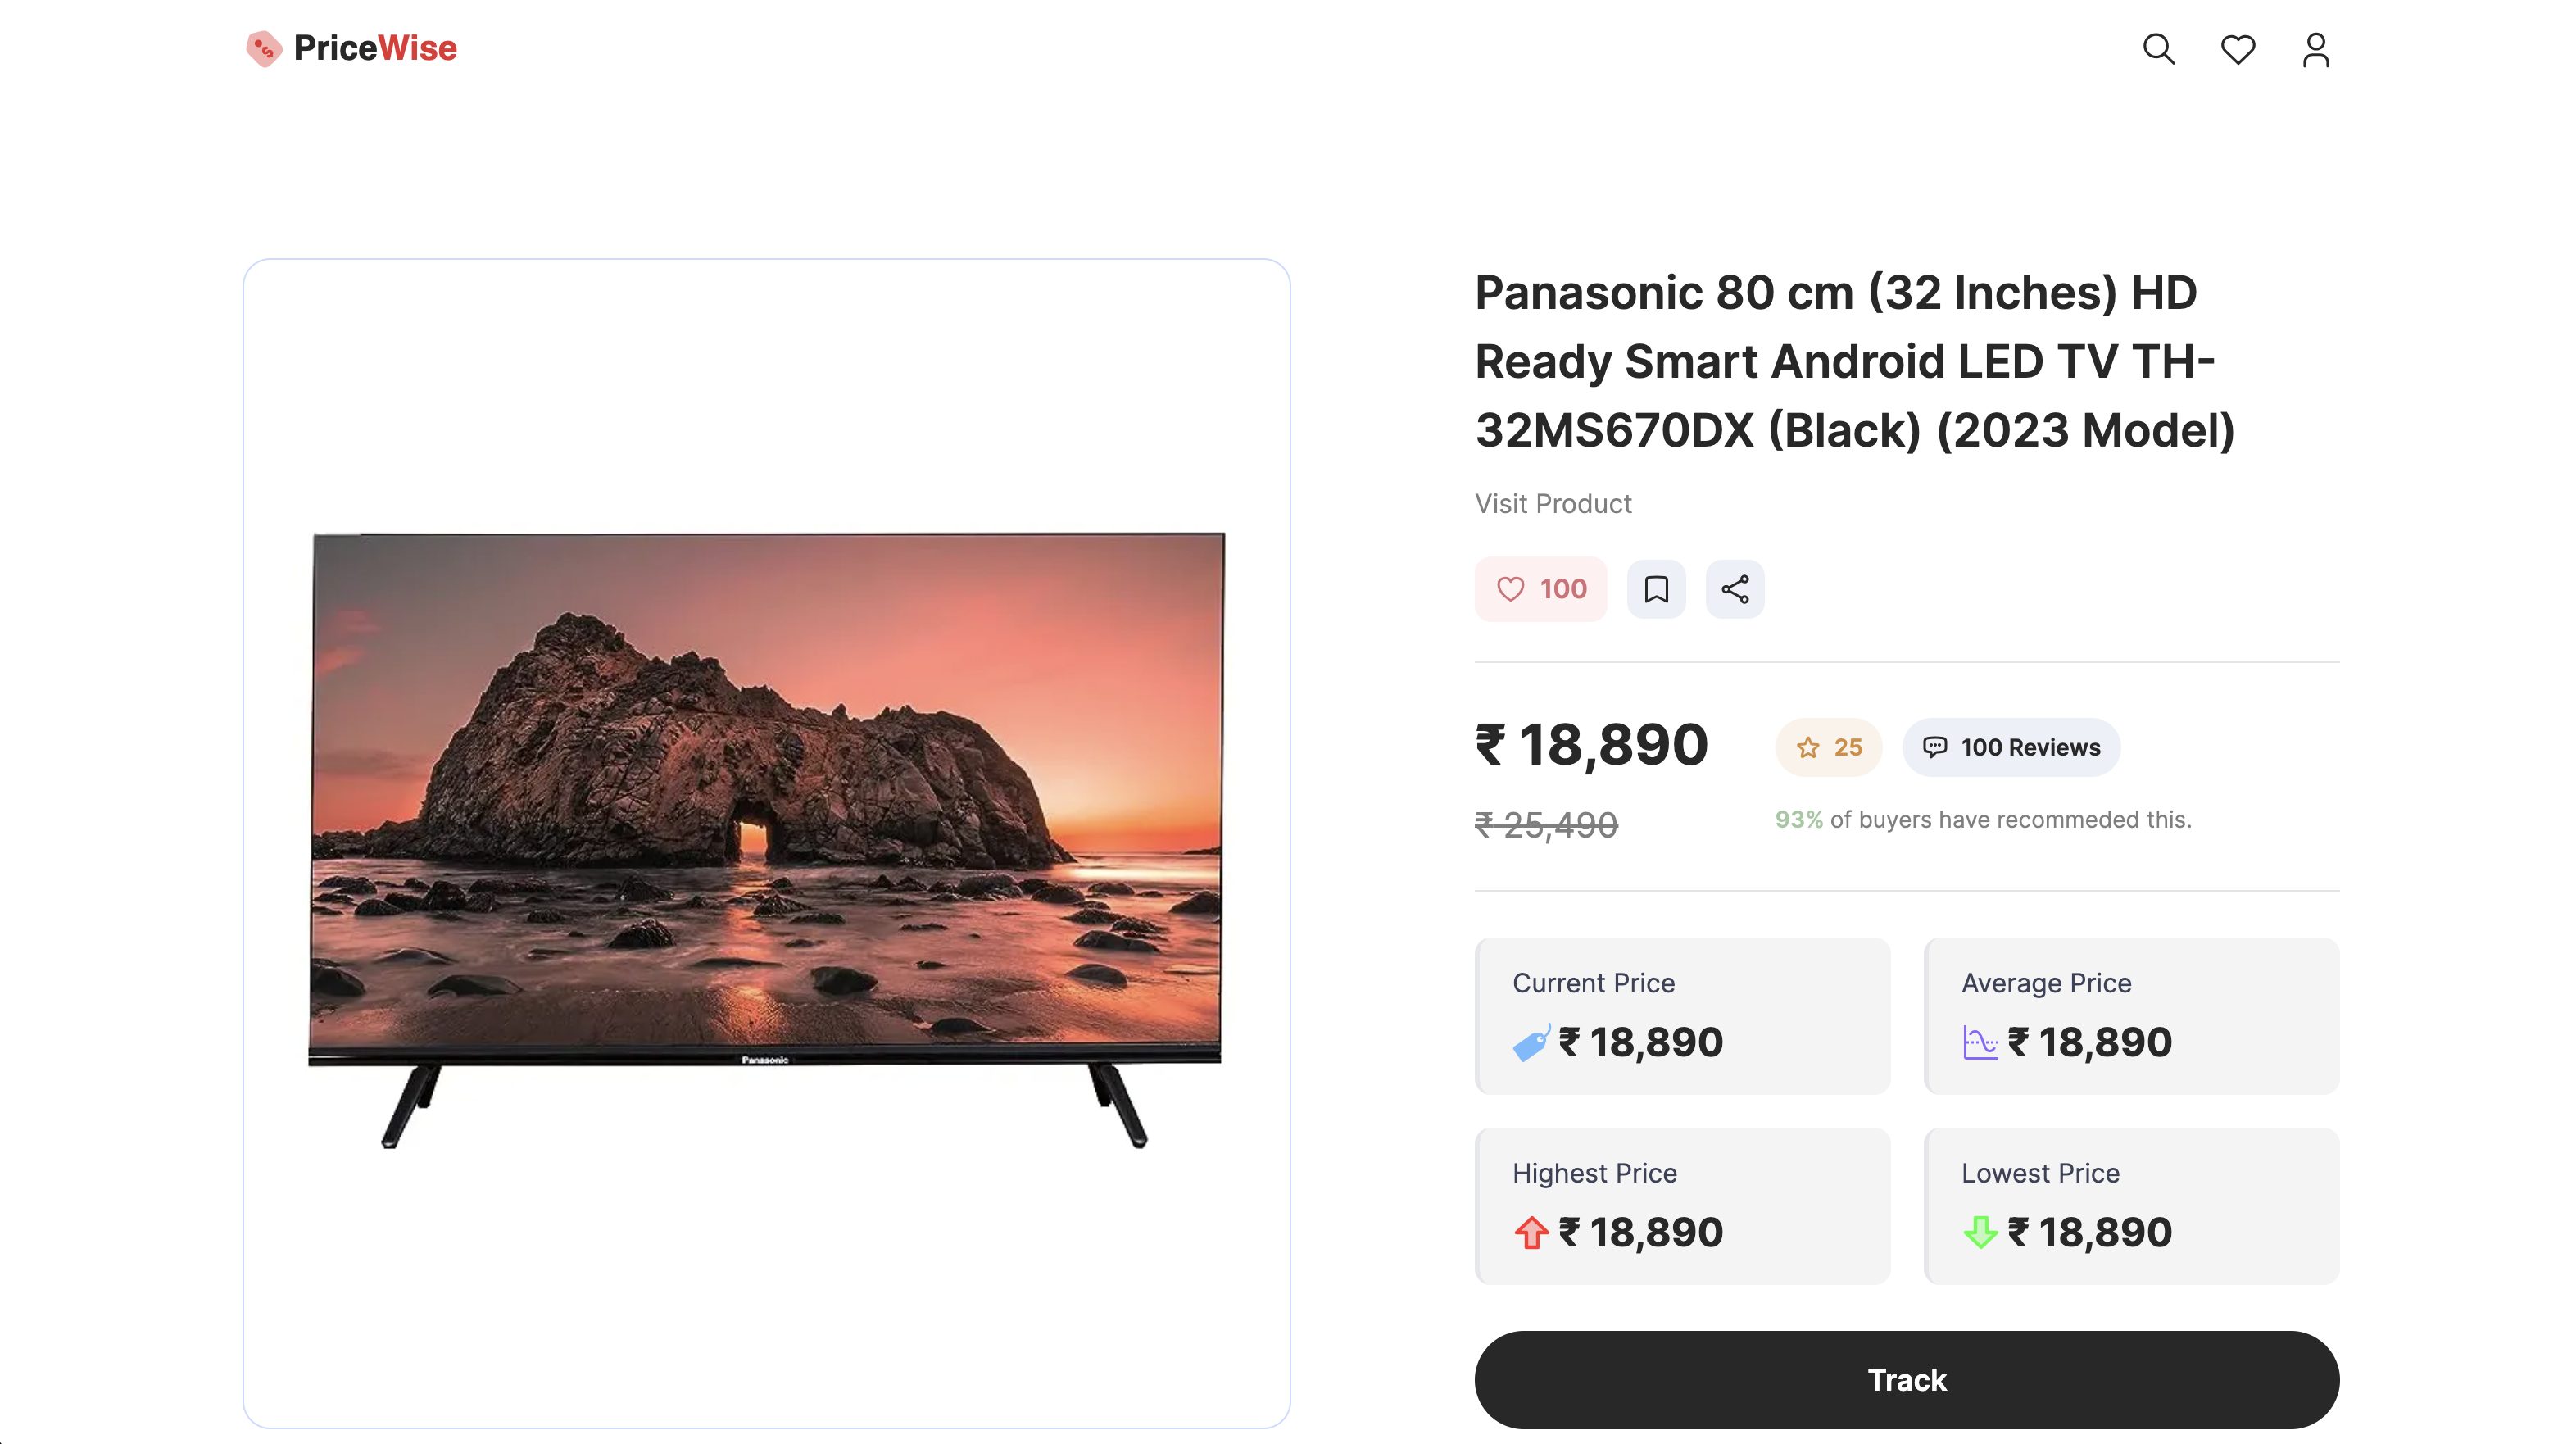 PriceWise
Panasonic 80 cm (32 Inches) HD
Ready Smart Android LED TV TH-
32MS670DX (Black) (2023 Model)
Visit Product
100
₹ 18,890
25
100 Reviews
₹ 25,490
93% of buyers have recommeded this.
Panasonic
Current Price
₹ 18,890
Average Price
₹ 18,890
Highest Price
₹ 18,890
Lowest Price
₹ 18,890
Track